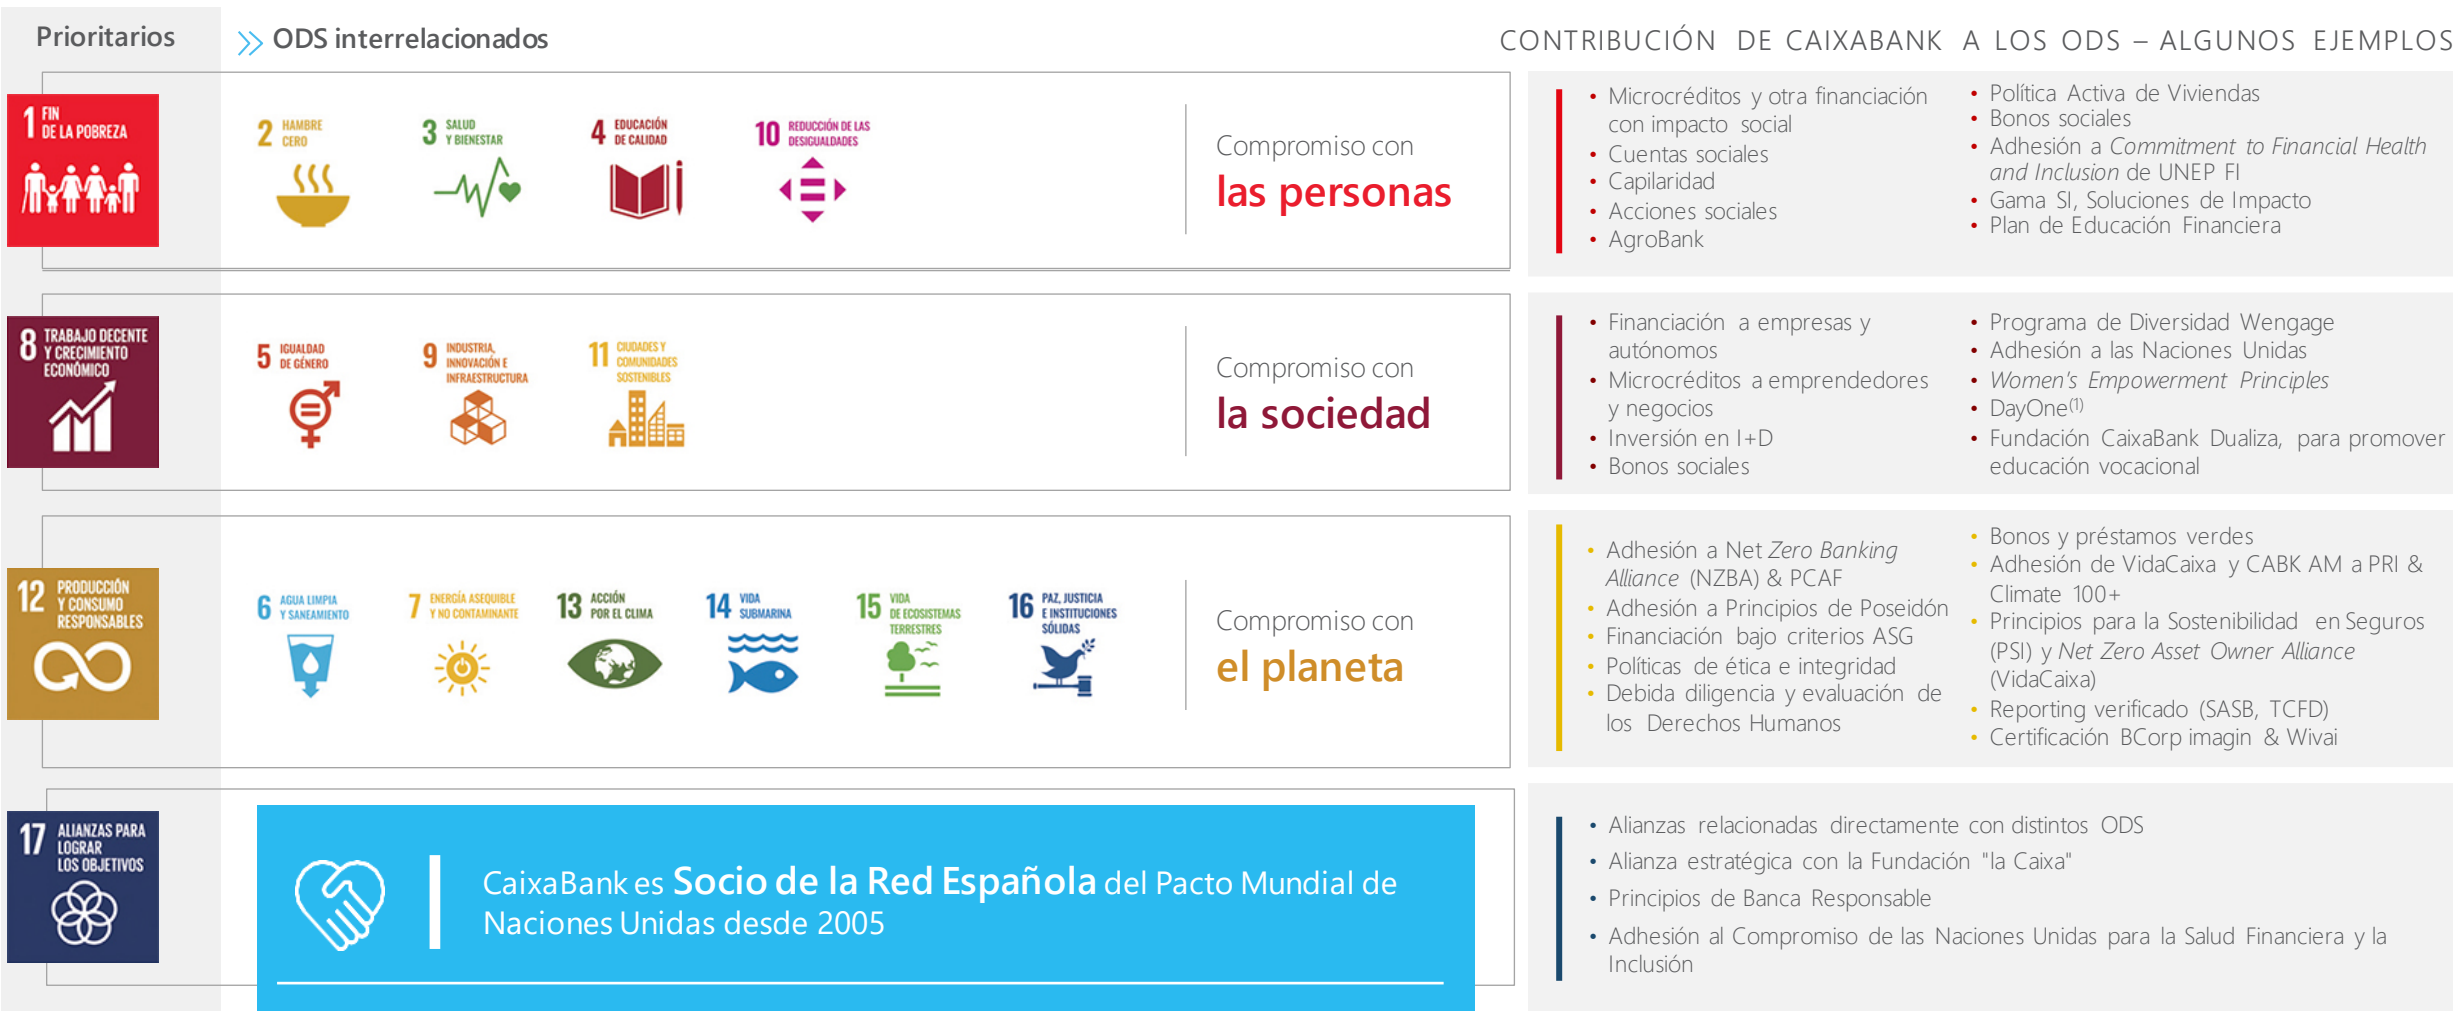 Prioritarios
ODS interrelacionados
CONTRIBUCIÓN DE CAIXABANK A LOS ODS – ALGUNOS EJEMPLOS
1 FIN
DE LA POBREZA
2 HAMBRE
CERO
3 SALUD
Y BIENESTAR
4 EDUCACIÓN
DE CALIDAD
10 REDUCCIÓN DE LAS
DESIGUALDADES
Compromiso con
las personas
• Microcréditos y otra financiación
con impacto social
• Cuentas sociales
• Capilaridad
• Acciones sociales
• AgroBank
• Política Activa de Viviendas
• Bonos sociales
• Adhesión a Commitment to Financial Health
and Inclusion de UNEP FI
• Gama SI, Soluciones de Impacto
• Plan de Educación Financiera
8 TRABAJO DECENTE
Y CRECIMIENTO
ECONÓMICO
5 IGUALDAD
DE GÉNERO
9 INDUSTRIA,
INNOVACIÓN E
INFRAESTRUCTURA
11 CIUDADES Y
COMUNIDADES
SOSTENIBLES
Compromiso con
la sociedad
• Financiación a empresas y
autónomos
• Microcréditos a emprendedores
y negocios
• Inversión en I+D
• Bonos sociales
• Programa de Diversidad Wengage
• Adhesión a las Naciones Unidas
• Women's Empowerment Principles
• DayOne(1)
• Fundación CaixaBank Dualiza, para promover
educación vocacional
12 PRODUCCIÓN
Y CONSUMO
RESPONSABLES
6 AGUA LIMPIA
Y SANEAMIENTO
7 ENERGÍA ASEQUIBLE
Y NO CONTAMINANTE
13 ACCIÓN
POR EL CLIMA
14 VIDA
SUBMARINA
15 VIDA
DE ECOSISTEMAS
TERRESTRES
16 PAZ, JUSTICIA
E INSTITUCIONES
SÓLIDAS
Compromiso con
el planeta
• Adhesión a Net Zero Banking
Alliance (NZBA) & PCAF
• Adhesión a Principios de Poseidón
• Financiación bajo criterios ASG
• Políticas de ética e integridad
• Debida diligencia y evaluación de
los Derechos Humanos
• Bonos y préstamos verdes
• Adhesión de VidaCaixa y CABK AM a PRI &
Climate 100+
• Principios para la Sostenibilidad en Seguros
(PSI) y Net Zero Asset Owner Alliance
(VidaCaixa)
• Reporting verificado (SASB, TCFD)
• Certificación BCorp imagin & Wivai
17 ALIANZAS PARA
LOGRAR
LOS OBJETIVOS
CaixaBank es Socio de la Red Española del Pacto Mundial de
Naciones Unidas desde 2005
• Alianzas relacionadas directamente con distintos ODS
• Alianza estratégica con la Fundación "la Caixa"
• Principios de Banca Responsable
• Adhesión al Compromiso de las Naciones Unidas para la Salud Financiera y la
Inclusión